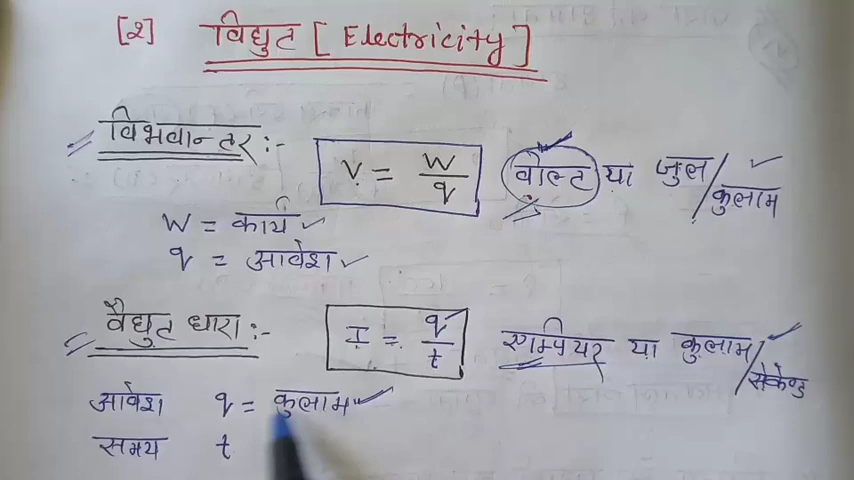 [2] विद्युत [ Electricity ]
विभवान्तर :- V = W/q वोल्ट या जुल/कुलाम
W = कार्य
q = आवेश
वैद्युत धारा :- I = q/t एम्पियर या कुलाम/सेकेण्ड
आवेश q = कुलाम
समय t